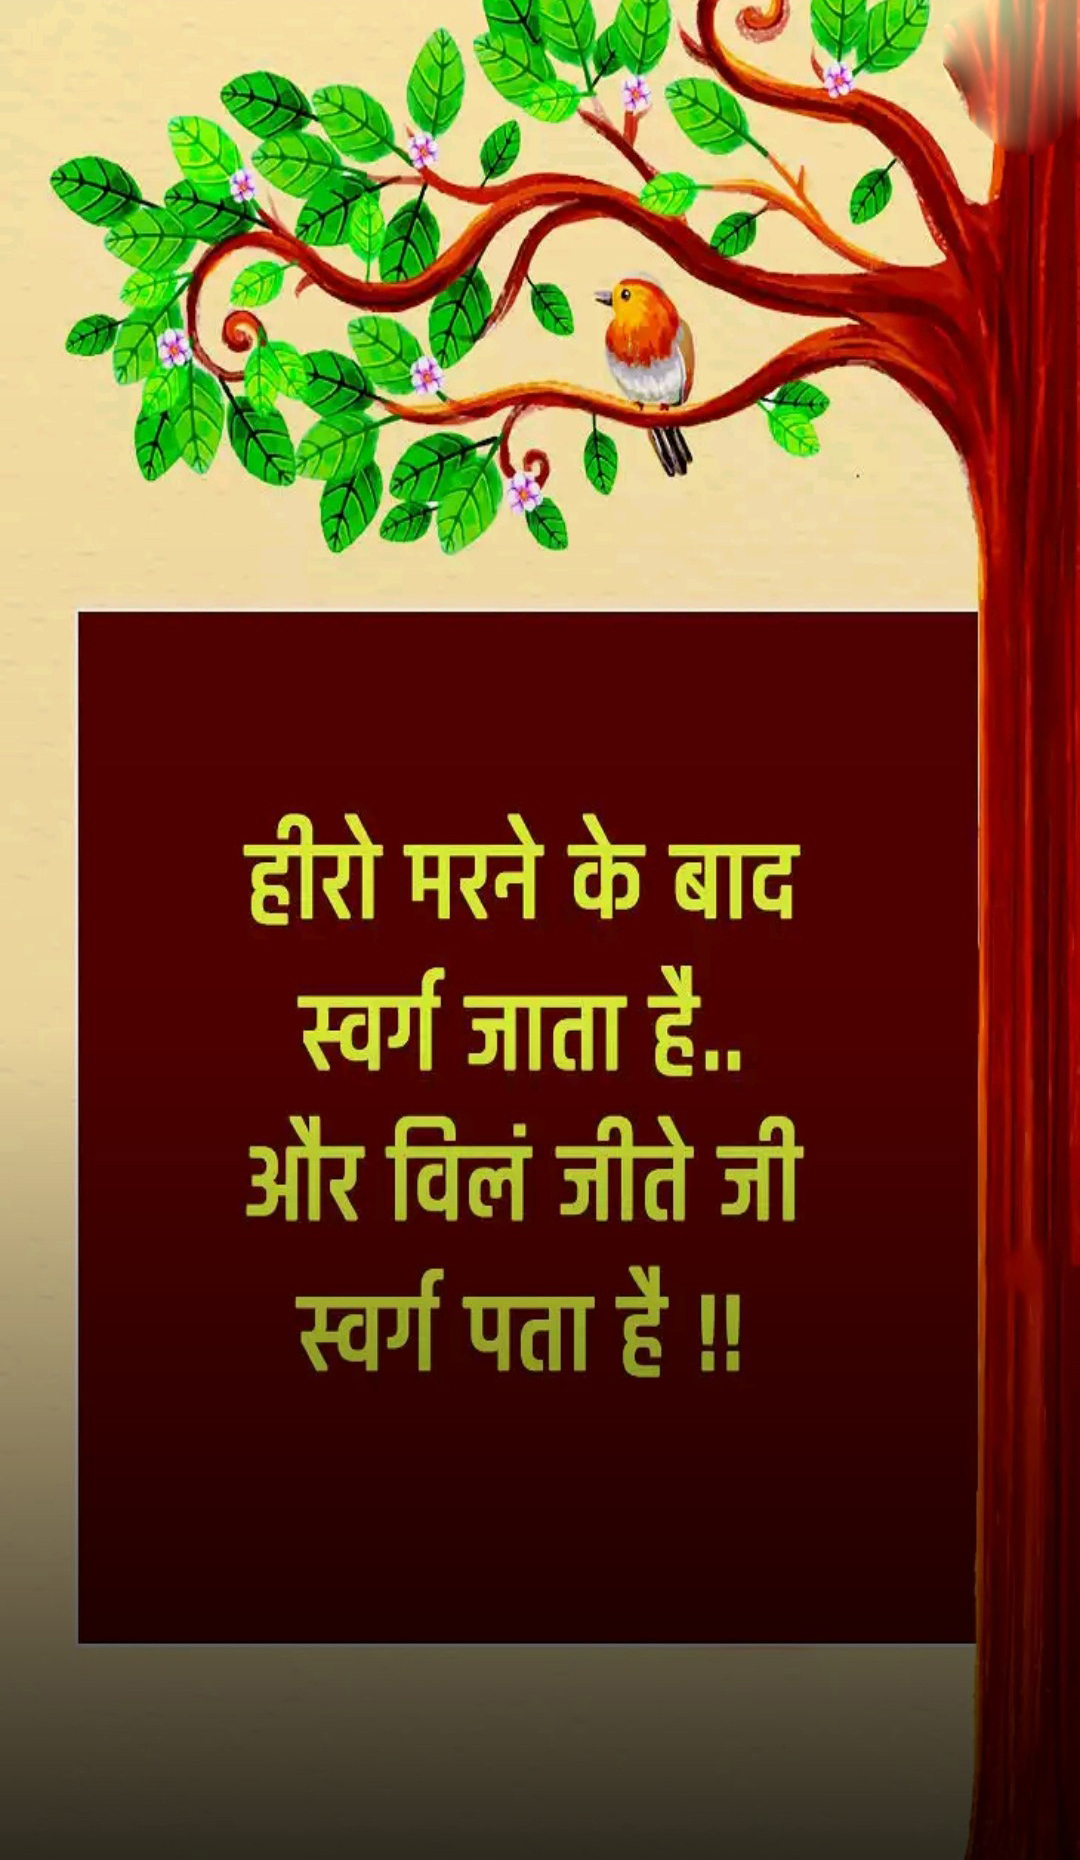 हीरो मरने के बाद
स्वर्ग जाता है..
और विलं जीते जी
स्वर्ग पता है !!